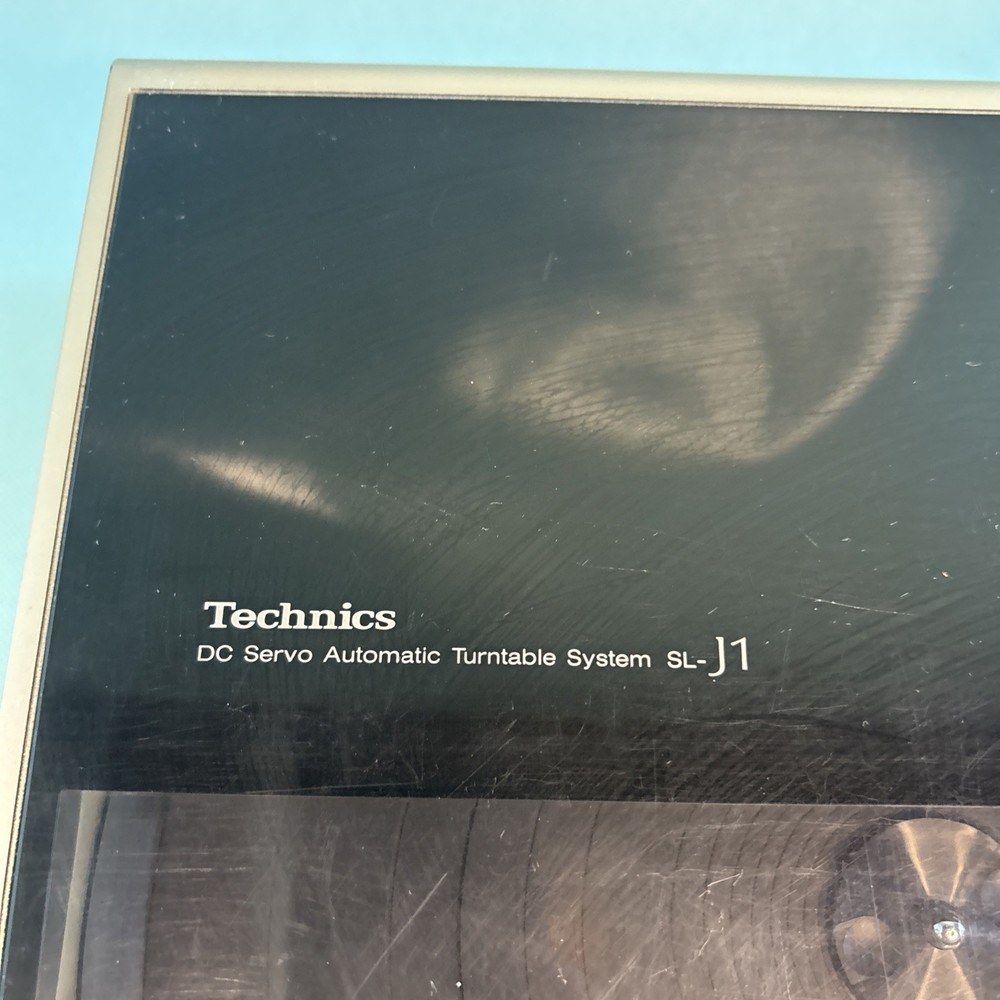 Technics
DC Servo Automatic Turntable System SL-J1